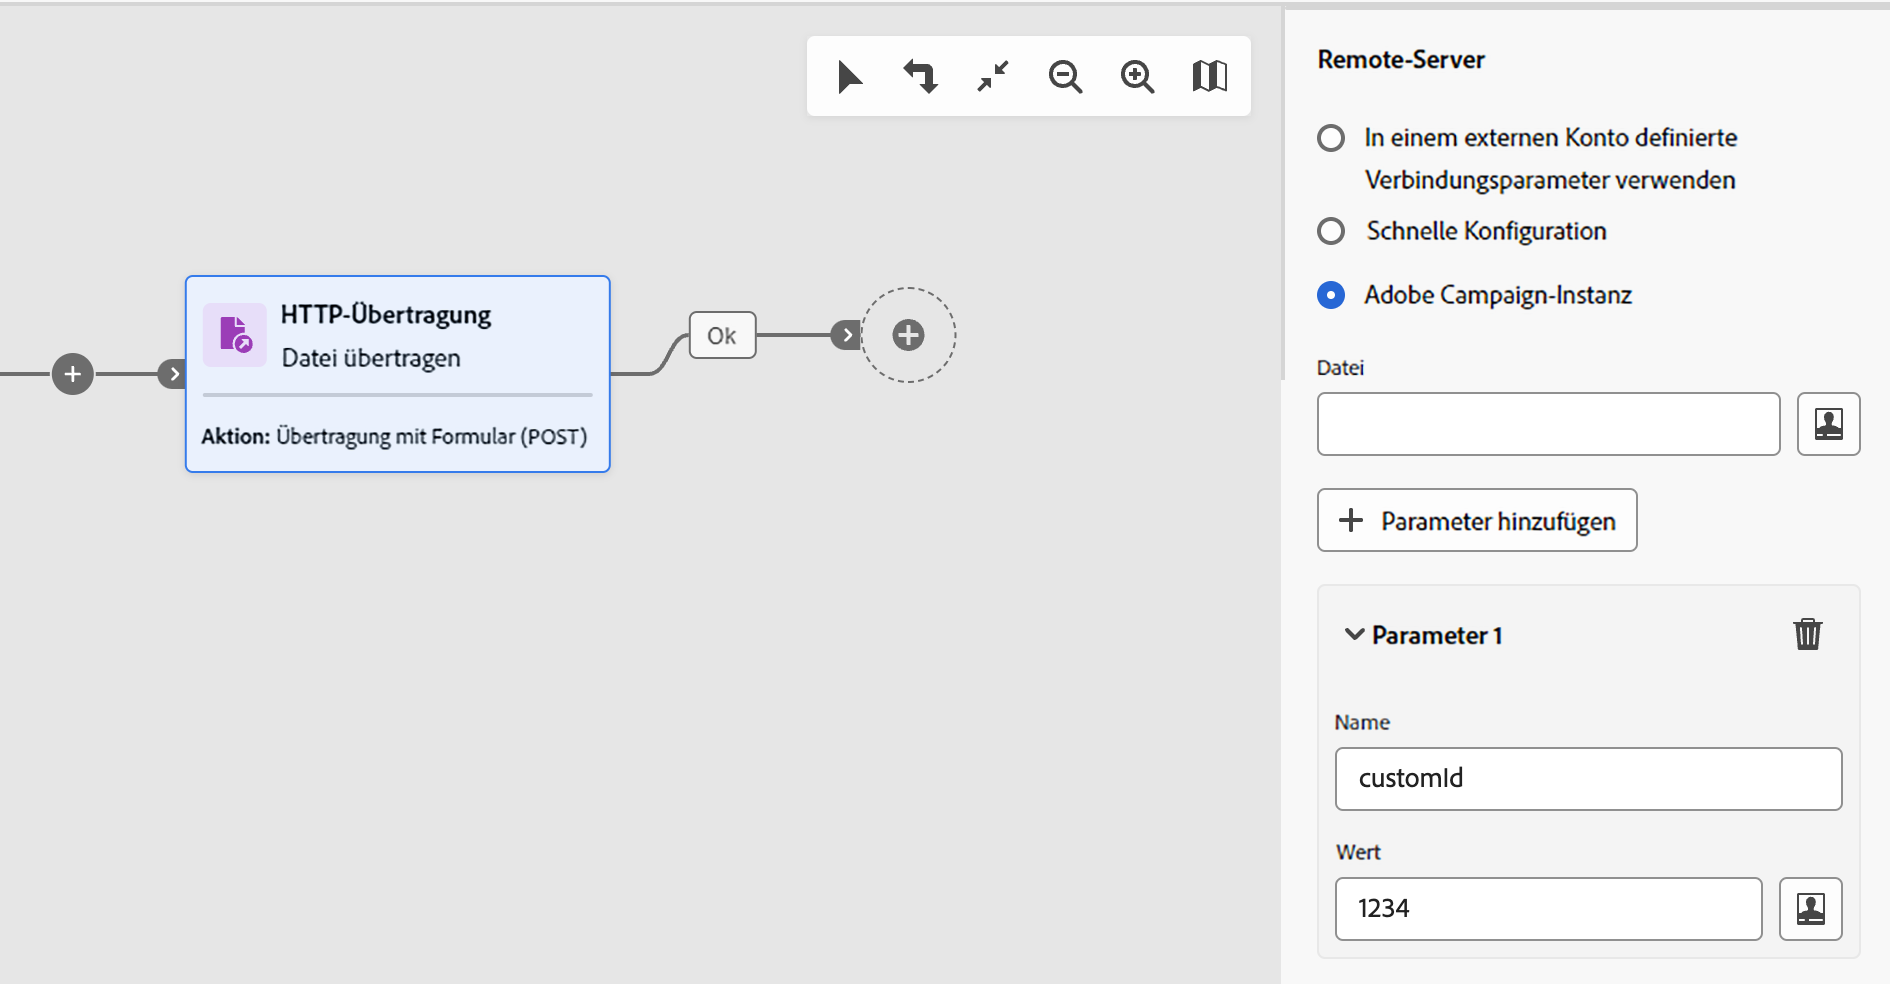 Remote-Server
In einem externen Konto definierte
Verbindungsparameter verwenden
Schnelle Konfiguration
Adobe Campaign-Instanz
HTTP-Übertragung
Datei übertragen
Ok
Aktion: Übertragung mit Formular (POST)
Datei
Parameter hinzufügen
Parameter 1
Name
customId
Wert
1234